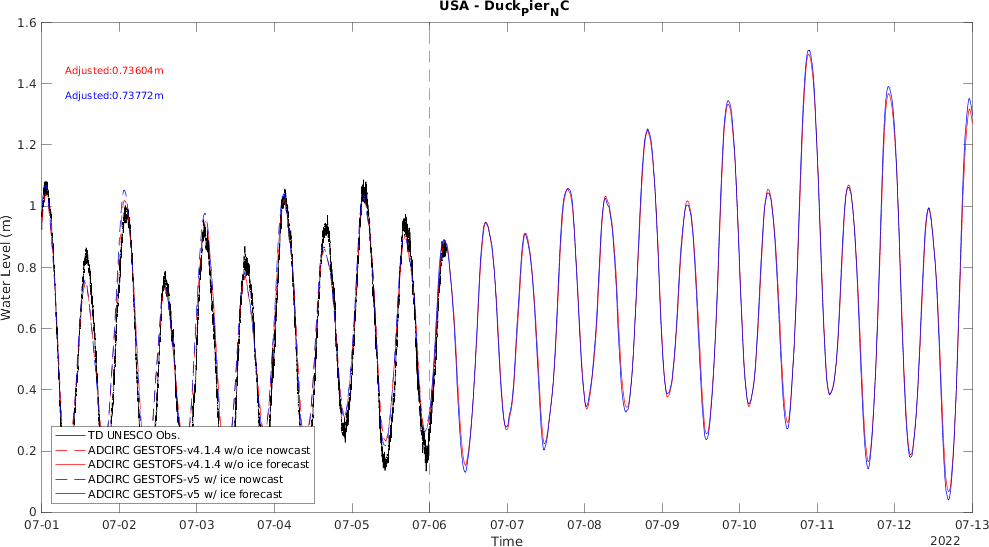 USA - DuckPierNC
1.6
1.4
1.2
1
0.8
0.6
0.4
0.2
0
Water Level (m)
Adjusted:0.73604m
Adjusted:0.73772m
TD UNESCO Obs.
ADCIRC GESTOFS-v4.1.4 w/o ice nowcast
ADCIRC GESTOFS-v4.1.4 w/o ice forecast
ADCIRC GESTOFS-v5 w/ ice nowcast
ADCIRC GESTOFS-v5 w/ ice forecast
07-01 07-02 07-03 07-04 07-05 07-06 07-07 07-08 07-09 07-10 07-11 07-12 07-13
Time
2022